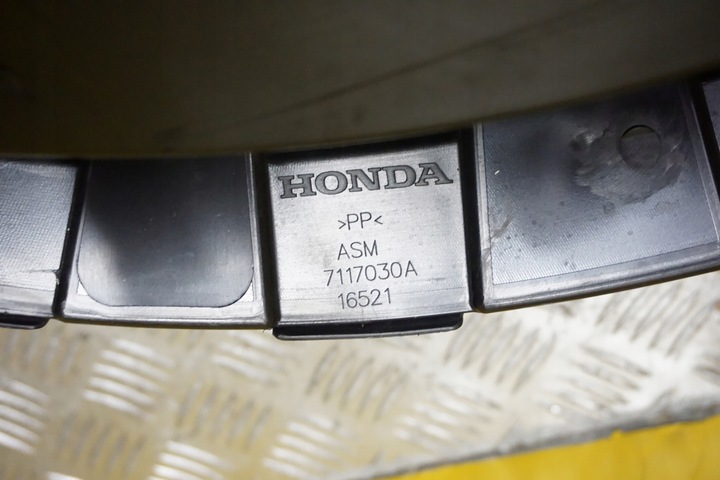 HONDA
>PP<
ASM
7117030A
16521